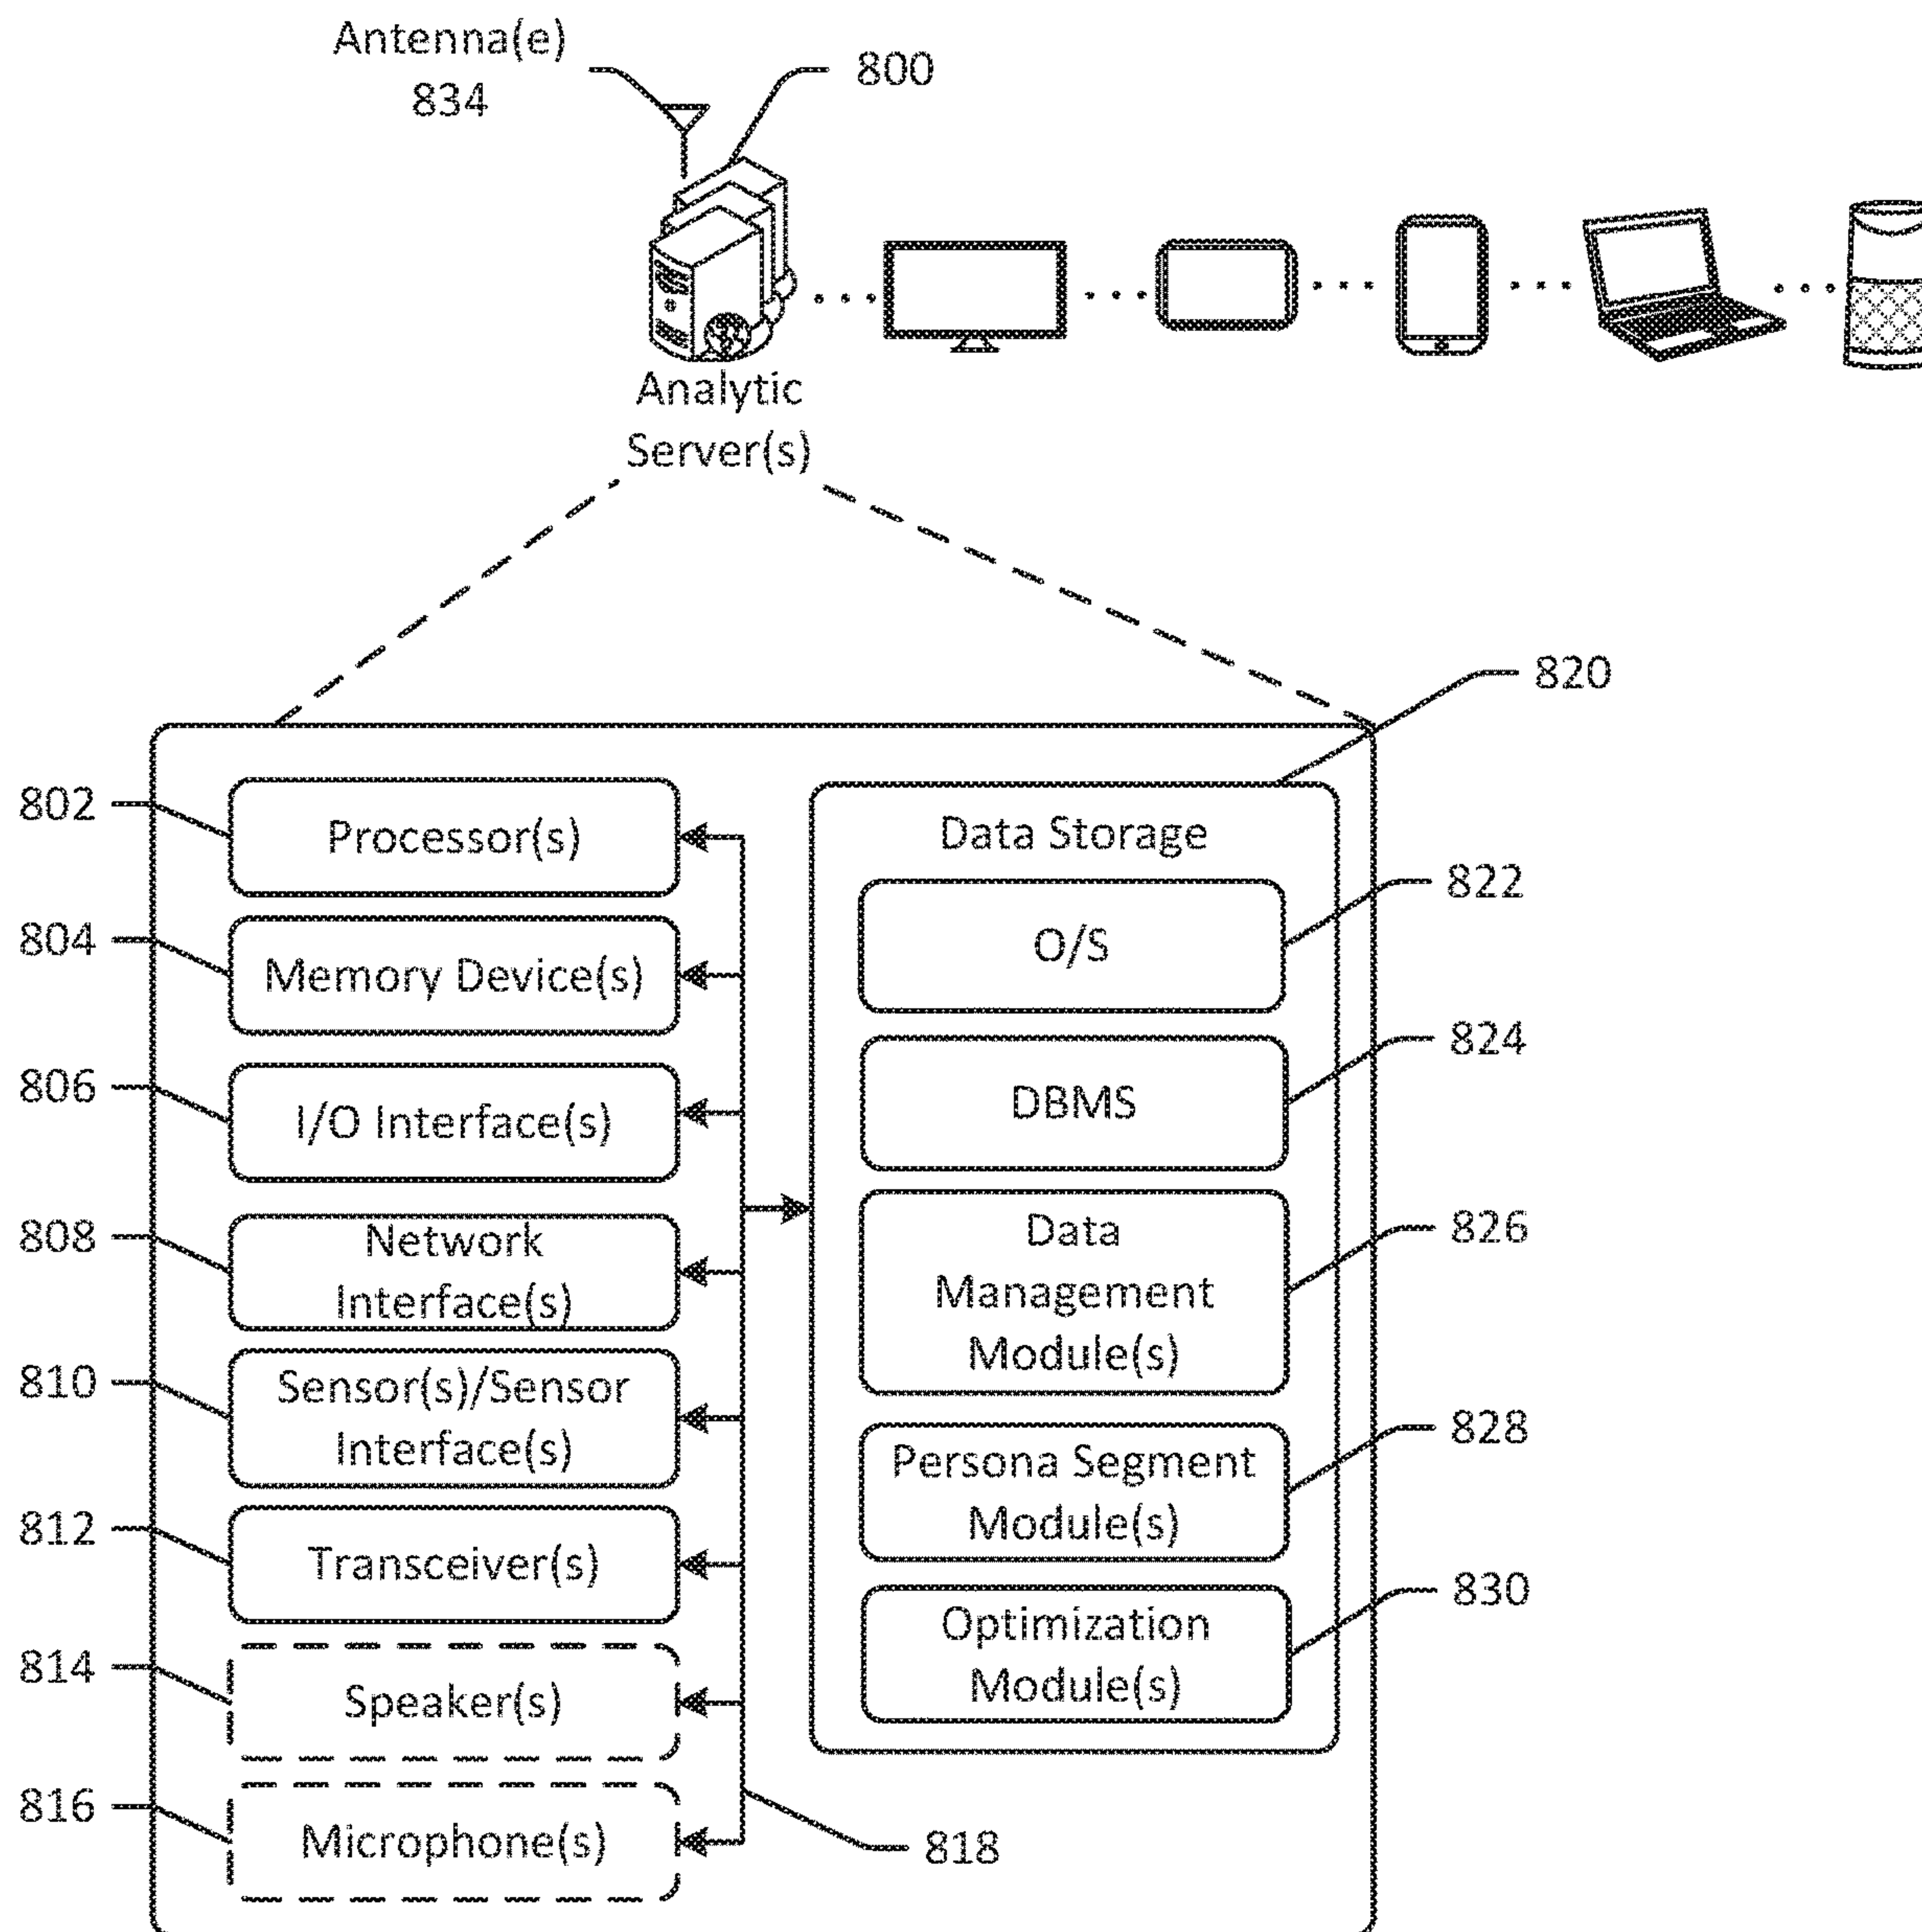 Antenna(e)
834
800
Analytic
Server(s)
820
802
Processor(s)
804
Memory Device(s)
806
I/O Interface(s)
808
Network
Interface(s)
810
Sensor(s)/Sensor
Interface(s)
812
Transceiver(s)
814
Speaker(s)
816
Microphone(s)
818
Data Storage
822
O/S
824
DBMS
826
Data
Management
Module(s)
828
Persona Segment
Module(s)
830
Optimization
Module(s)